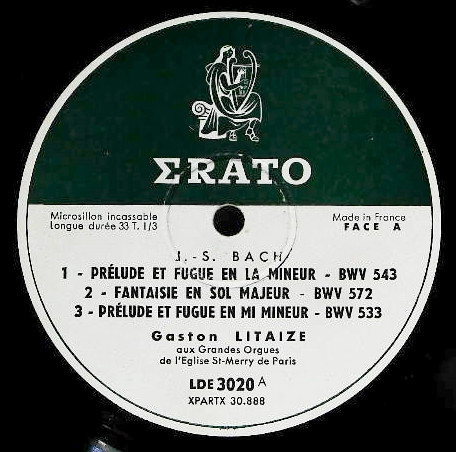 ΣRATO
Microsillon incassable
Longue durée 33 T. 1/3
Made in France
FACE A
J.-S. BACH
1 - PRÉLUDE ET FUGUE EN LA MINEUR - BWV 543
2 - FANTAISIE EN SOL MAJEUR - BWV 572
3 - PRÉLUDE ET FUGUE EN MI MINEUR - BWV 533
Gaston LITAIZE
aux Grandes Orgues
de l'Eglise St-Merry de Paris
LDE 3020 A
XPARTX 30.888